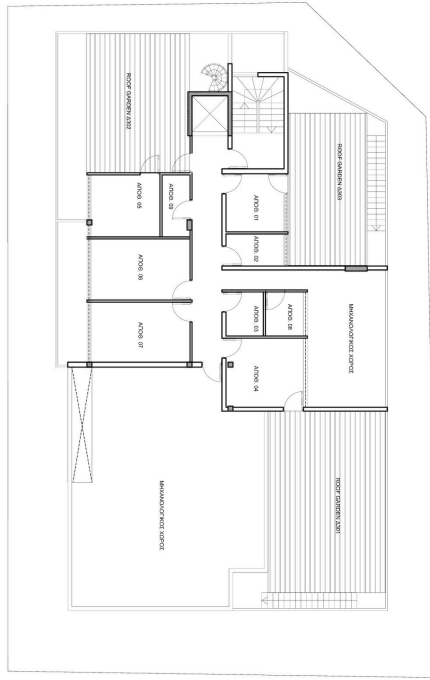 ROOF GARDEN Δ302
ROOF GARDEN Δ303
ΑΠΟΘ. 05
ΑΠΟΘ. 09
ΑΠΟΘ. 01
ΑΠΟΘ. 02
ΑΠΟΘ. 06
ΑΠΟΘ. 07
ΑΠΟΘ. 03
ΑΠΟΘ. 08
ΜΗΧΑΝΟΛΟΓΙΚΟΣ ΧΩΡΟΣ
ΑΠΟΘ. 04
ΜΗΧΑΝΟΛΟΓΙΚΟΣ ΧΩΡΟΣ
ROOF GARDEN Δ301